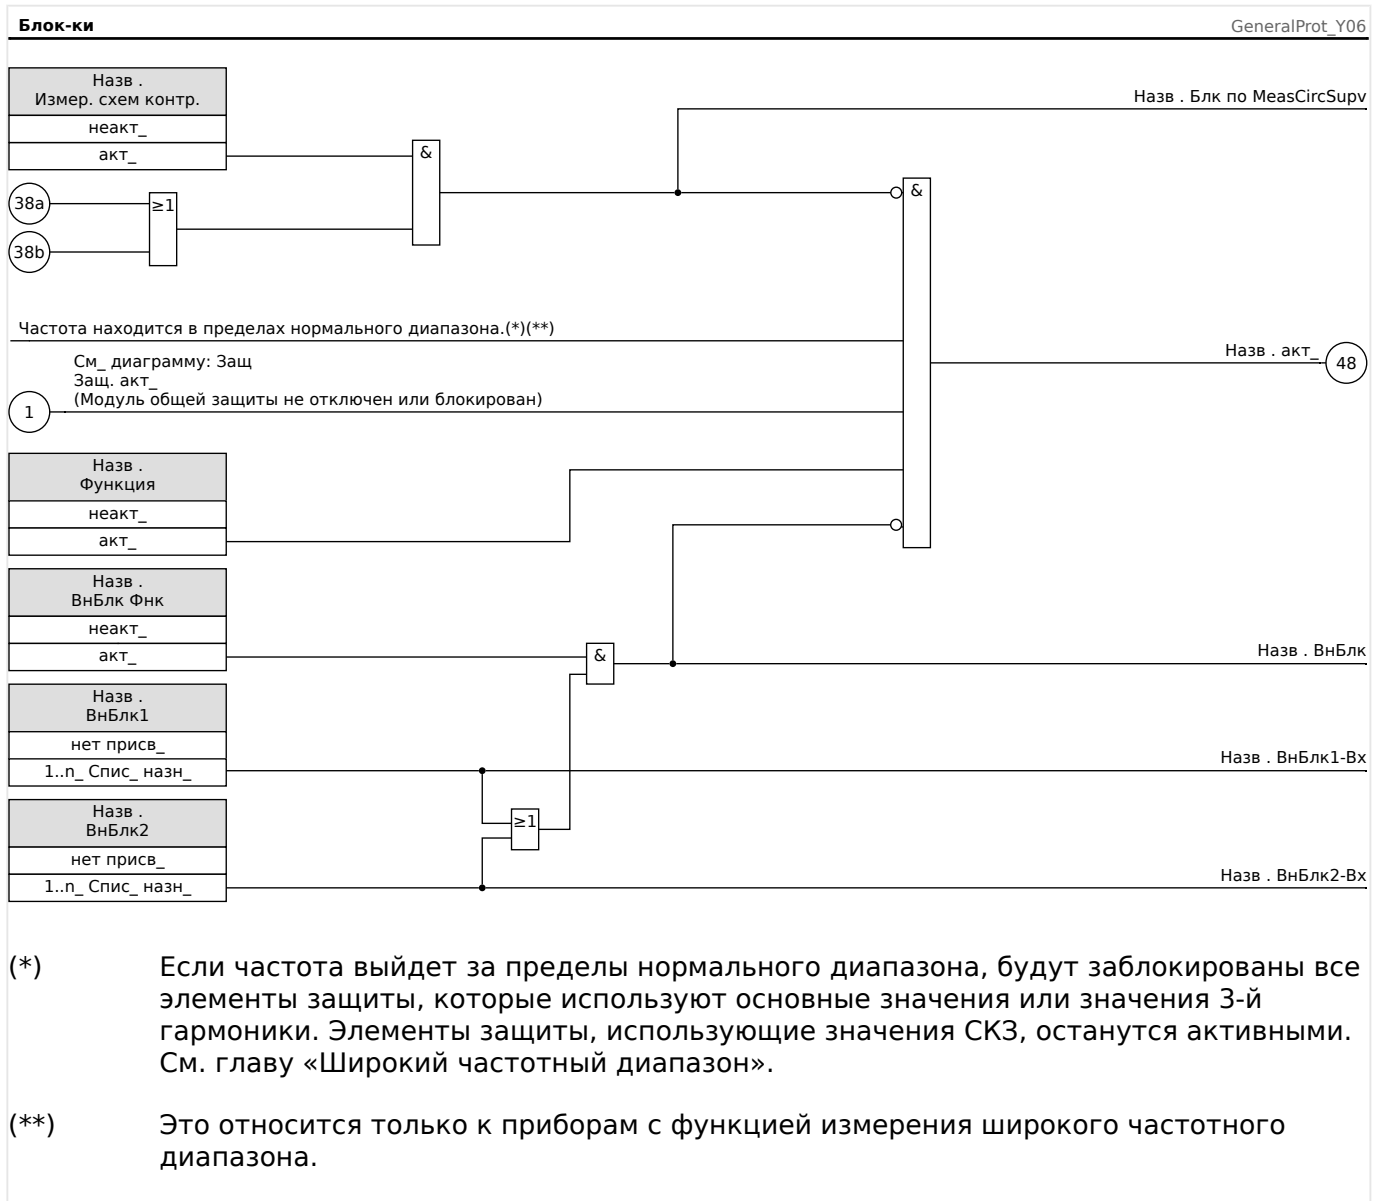 Блок-ки
GeneralProt_Y06
Назв .
Измер. схем контр.
неакт_
акт_
Назв . Блк по MeasCircSupv
&
38a
≥1
38b
&
Частота находится в пределах нормального диапазона.(*)(**)
См_ диаграмму: Защ
Защ. акт_
(Модуль общей защиты не отключен или блокирован)
1
Назв . акт_
48
Назв .
Функция
неакт_
акт_
Назв .
ВнБлк Фнк
неакт_
акт_
&
Назв . ВнБлк
Назв .
ВнБлк1
нет присв_
1..n_ Спис_ назн_
Назв . ВнБлк1-Вх
≥1
Назв .
ВнБлк2
нет присв_
1..n_ Спис_ назн_
Назв . ВнБлк2-Вх
(*) Если частота выйдет за пределы нормального диапазона, будут заблокированы все
элементы защиты, которые используют основные значения или значения 3-й
гармоники. Элементы защиты, использующие значения СКЗ, останутся активными.
См. главу «Широкий частотный диапазон».
(**) Это относится только к приборам с функцией измерения широкого частотного
диапазона.